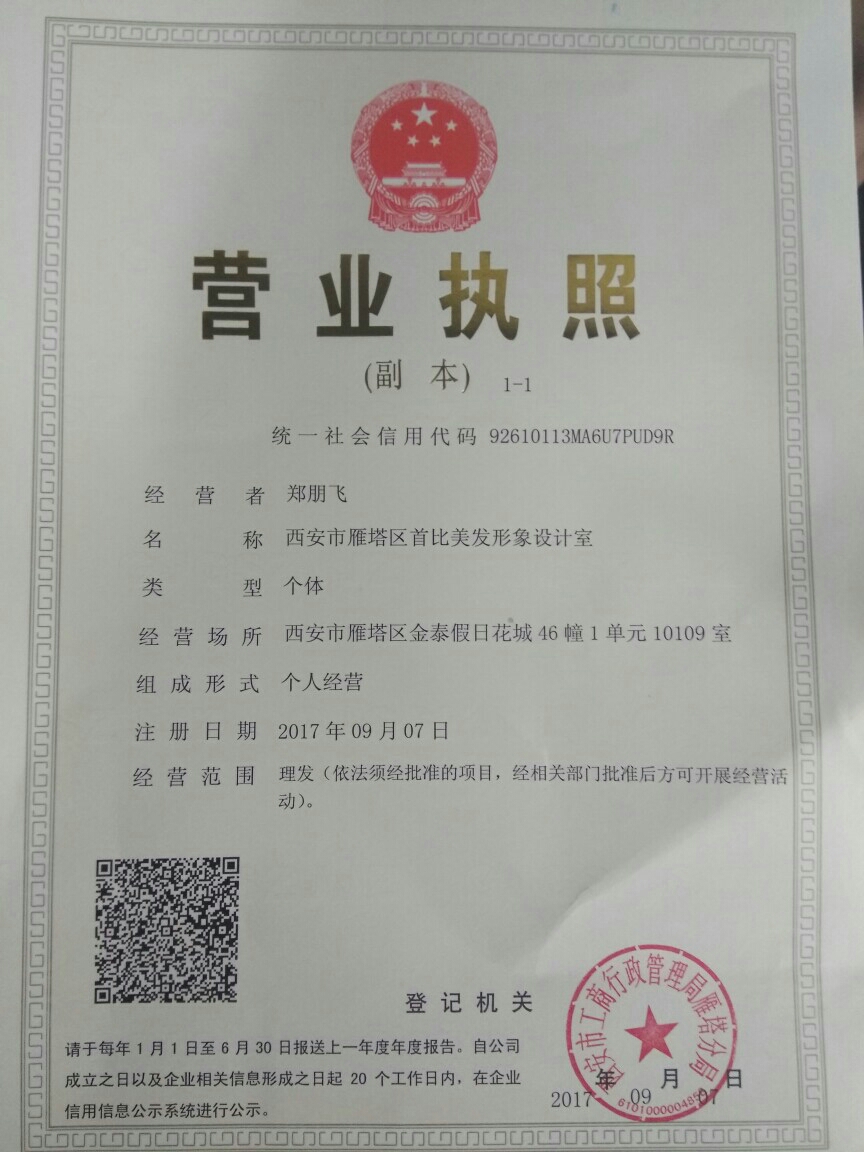 营业执照
(副 本) 1-1
统一社会信用代码 92610113MA6U7PUD9R
经营者 郑朋飞
名称 西安市雁塔区首比美发形象设计室
类型 个体
经营场所 西安市雁塔区金泰假日花城46幢1单元10109室
组成形式 个人经营
注册日期 2017年09月07日
经营范围 理发（依法须经批准的项目，经相关部门批准后方可开展经营活
动）。
登记机关
西安市工商行政管理局雁塔分局
请于每年1月1日至6月30日报送上一年度年度报告。自公司
成立之日以及企业相关信息形成之日起20个工作日内，在企业
信用信息公示系统进行公示。
2017年09月07日